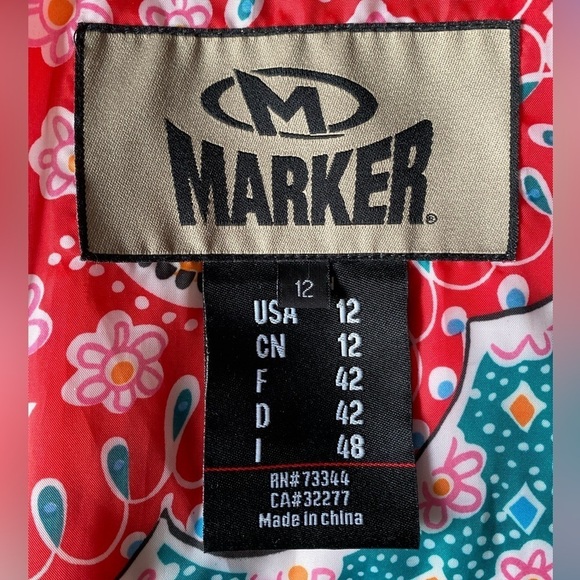 M
MARKER®
12
USA 12
CN 12
F 42
D 42
I 48
RN#73344
CA#32277
Made in china